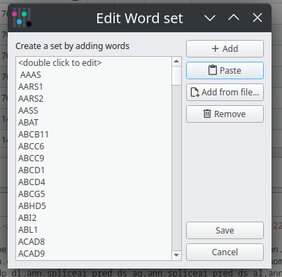 Edit Word set
Create a set by adding words
<double click to edit>
AAAS
AARS1
AARS2
AASS
ABAT
ABCB11
ABCC6
ABCC9
ABCD1
ABCD4
ABCG5
ABHD5
ABI2
ABL1
ACAD8
ACAD9
+ Add
Paste
Add from file...
Remove
Save
Cancel